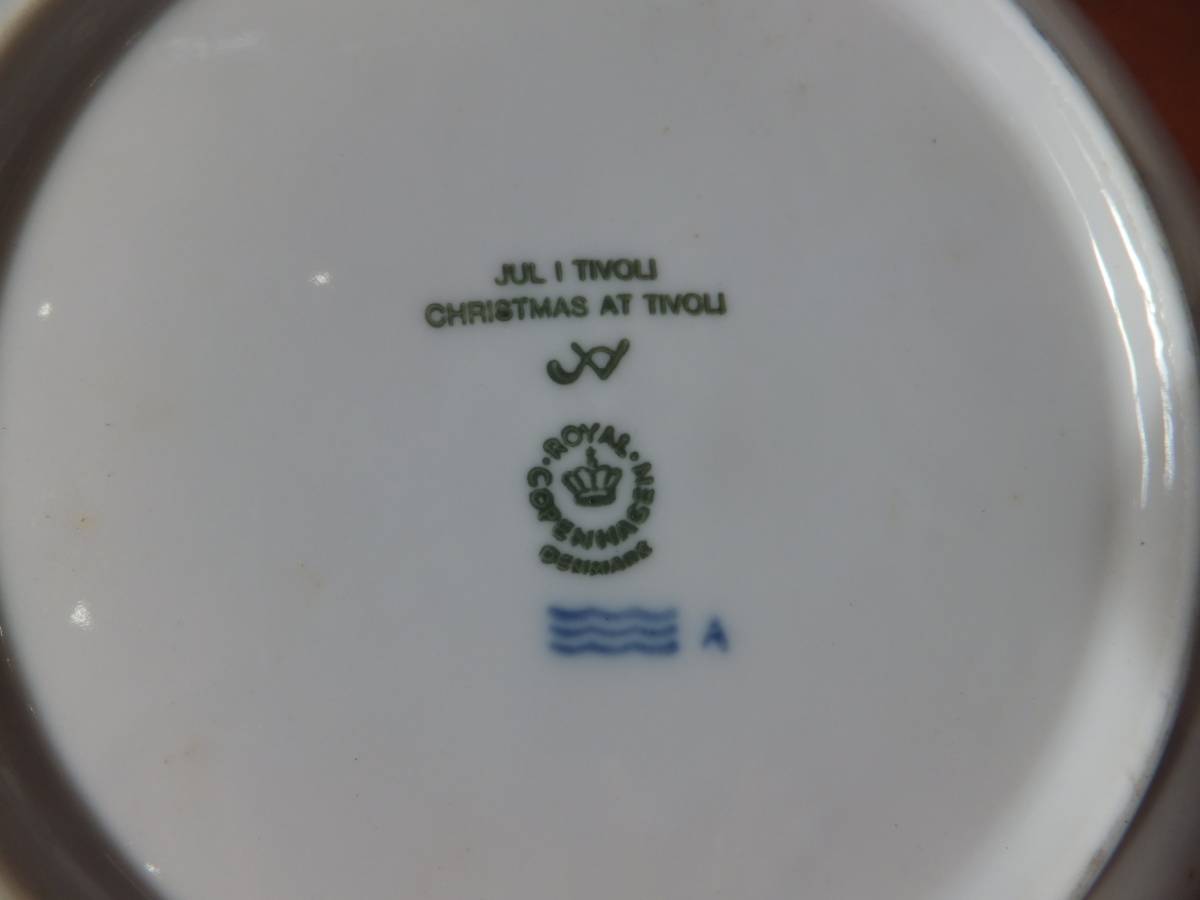 JUL I TIVOLI
CHRISTMAS AT TIVOLI
ROYAL
COPENHAGEN
DENMARK
A